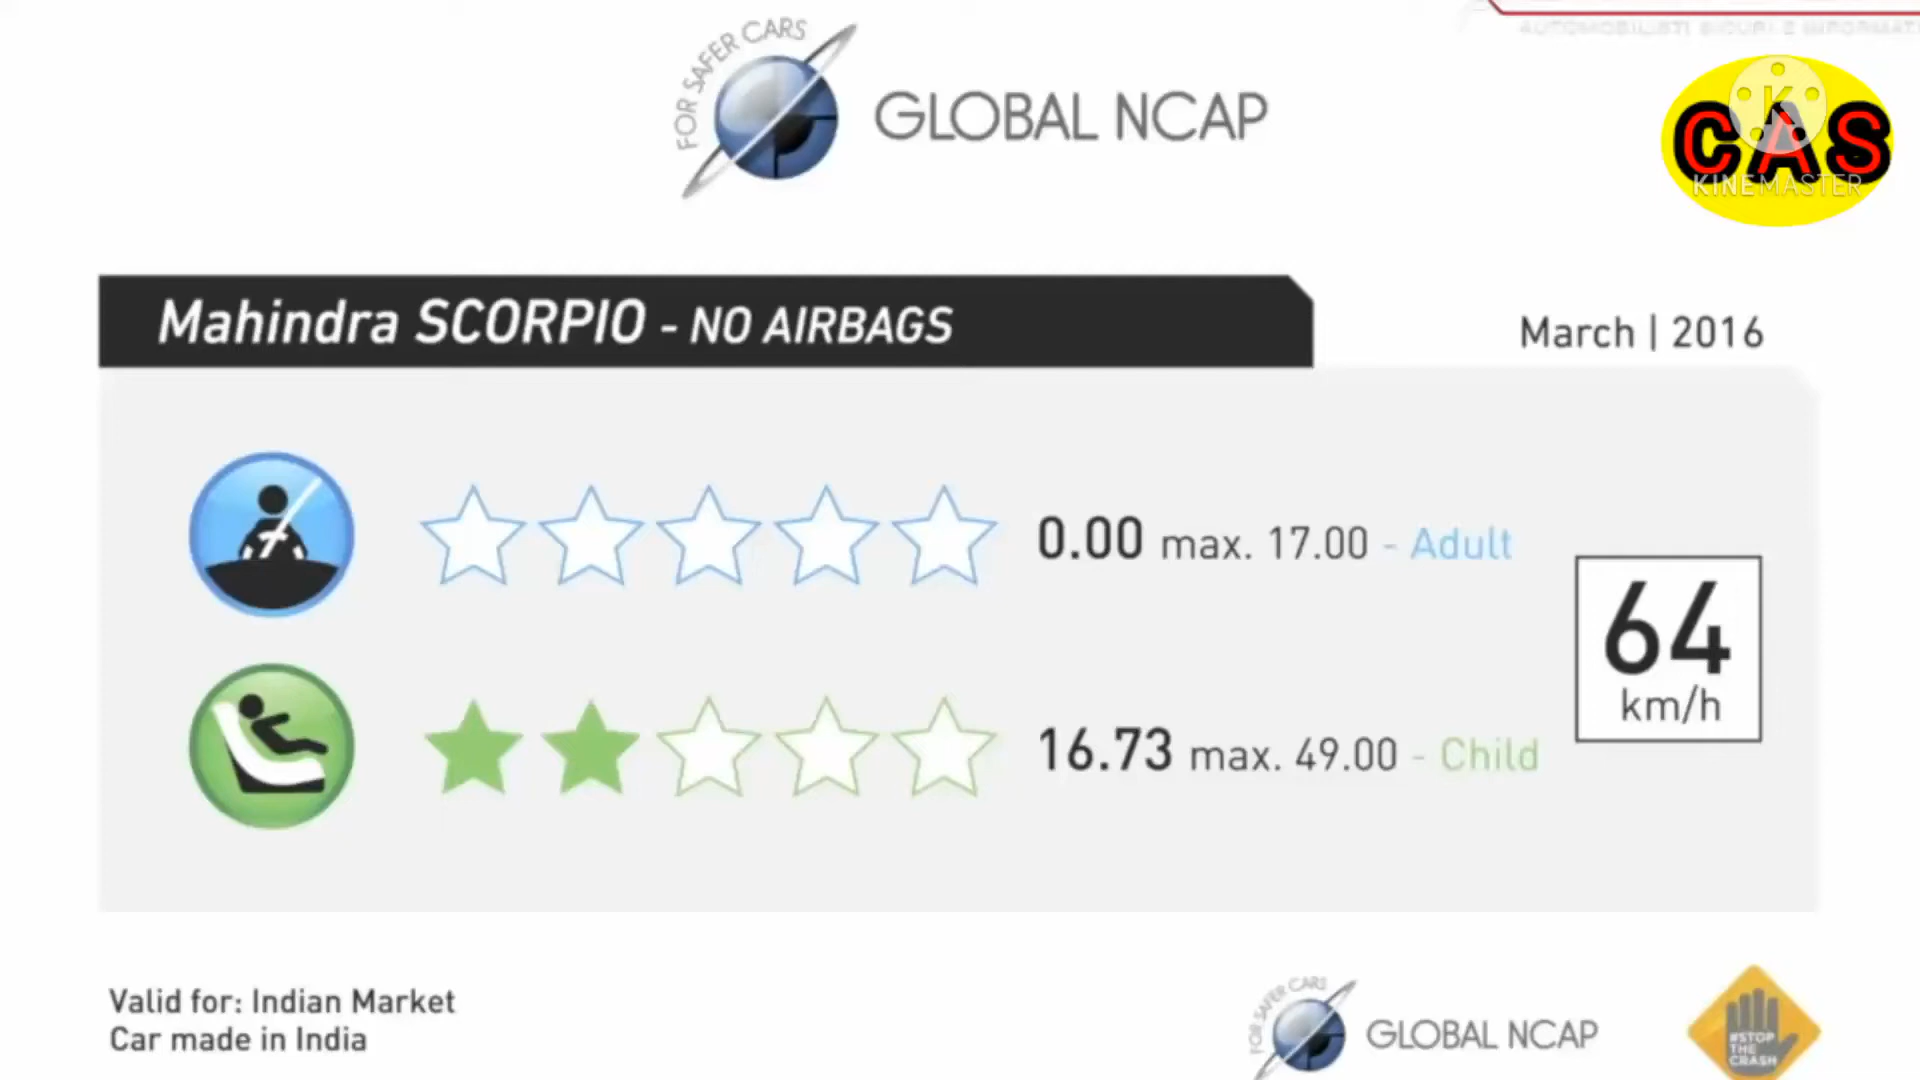 FOR SAFER CARS
GLOBAL NCAP
CAS
KINEMASTER
Mahindra SCORPIO - NO AIRBAGS
March | 2016
0.00 max. 17.00 - Adult
64
km/h
16.73 max. 49.00 - Child
Valid for: Indian Market
Car made in India
FOR SAFER CARS
GLOBAL NCAP
#STOP
THE
CRASH